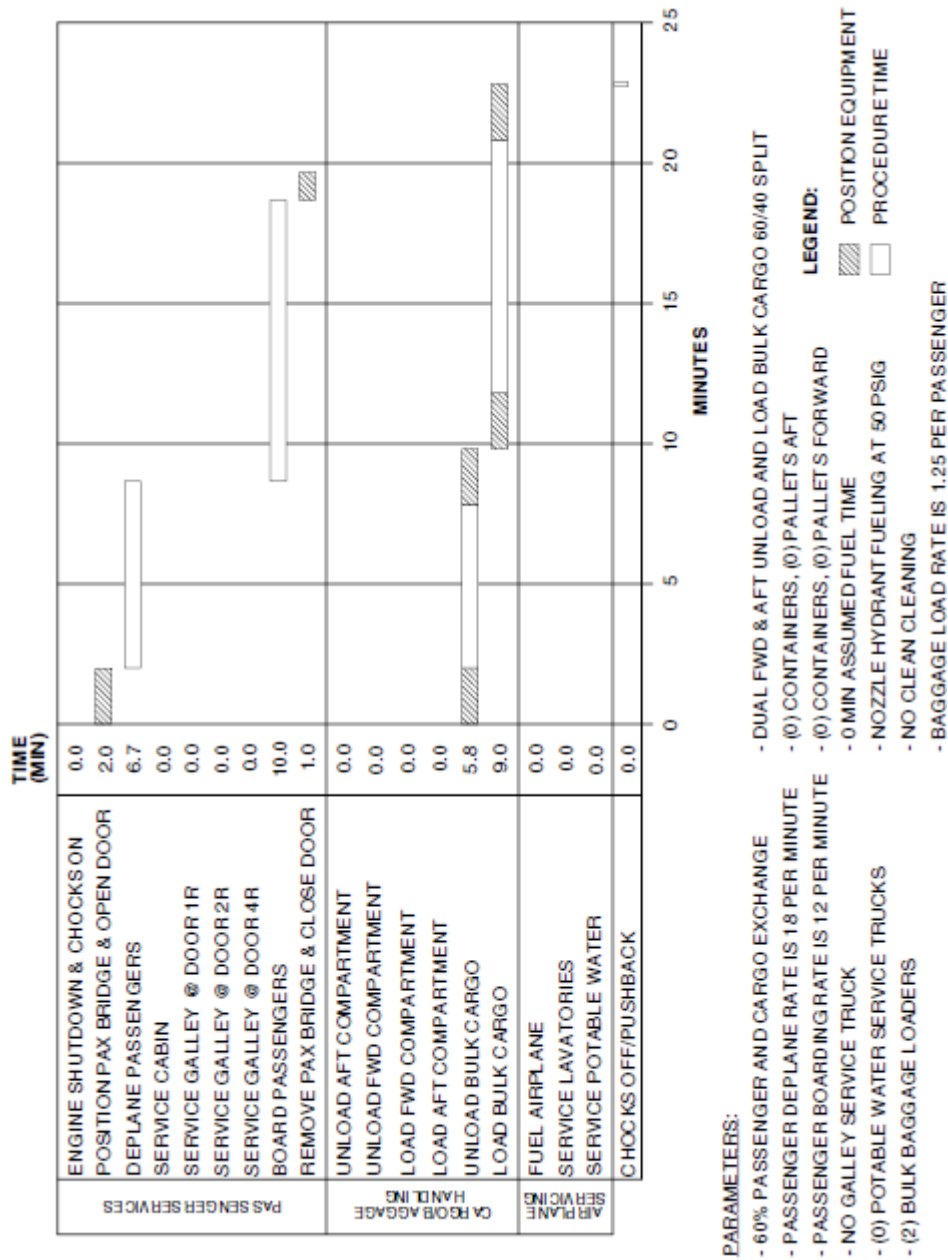 TIME
(MIN)
PASSENGER SERVICES
ENGINE SHUTDOWN & CHOCKS ON 0.0
POSITION PAX BRIDGE & OPEN DOOR 2.0
DEPLANE PASSENGERS 6.7
SERVICE CABIN 0.0
SERVICE GALLEY @ DOOR 1R 0.0
SERVICE GALLEY @ DOOR 2R 0.0
SERVICE GALLEY @ DOOR 4R 0.0
BOARD PASSENGERS 10.0
REMOVE PAX BRIDGE & CLOSE DOOR 1.0
CARGO/BAGGAGE
HANDLING
UNLOAD AFT COMPARTMENT 0.0
UNLOAD FWD COMPARTMENT 0.0
LOAD FWD COMPARTMENT 0.0
LOAD AFT COMPARTMENT 0.0
UNLOAD BULK CARGO 5.8
LOAD BULK CARGO 9.0
AIRPLANE
SERVICING
FUEL AIRPLANE 0.0
SERVICE LAVATORIES 0.0
SERVICE POTABLE WATER 0.0
CHOCKS OFF/PUSHBACK 0.0
0 5 10 15 20 25
MINUTES
PARAMETERS:
- 60% PASSENGER AND CARGO EXCHANGE
- PASSENGER DEPLANE RATE IS 18 PER MINUTE
- PASSENGER BOARDING RATE IS 12 PER MINUTE
- NO GALLEY SERVICE TRUCK
- (0) POTABLE WATER SERVICE TRUCKS
- (2) BULK BAGGAGE LOADERS
- DUAL FWD & AFT UNLOAD AND LOAD BULK CARGO 60/40 SPLIT
- (0) CONTAINERS, (0) PALLETS AFT
- (0) CONTAINERS, (0) PALLETS FORWARD
- 0 MIN ASSUMED FUEL TIME
- NOZZLE HYDRANT FUELING AT 50 PSIG
- NO CLEAN CLEANING
- BAGGAGE LOAD RATE IS 1.25 PER PASSENGER
LEGEND:
POSITION EQUIPMENT
PROCEDURE TIME